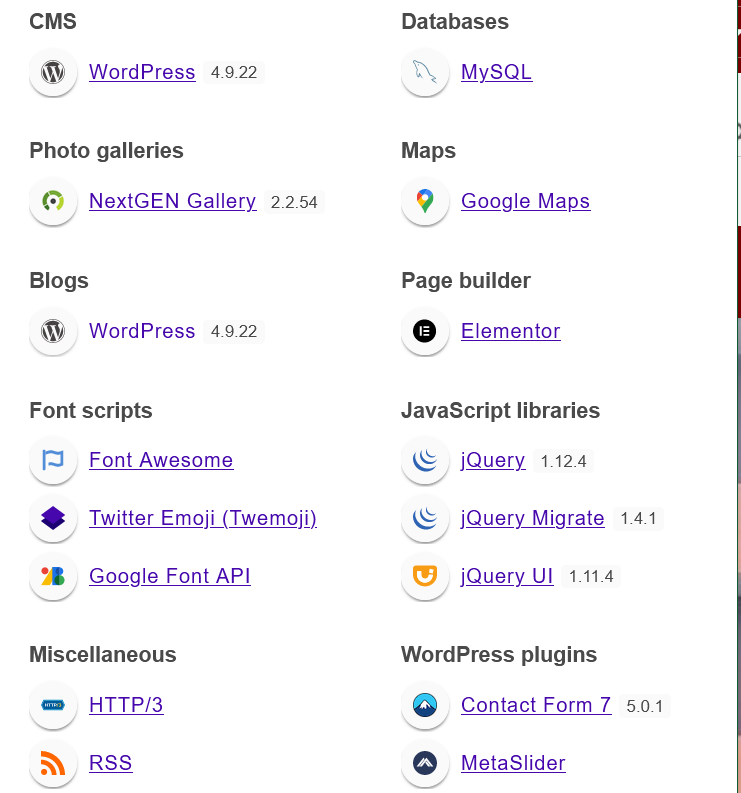 CMS
WordPress 4.9.22
Databases
MySQL
Photo galleries
NextGEN Gallery 2.2.54
Maps
Google Maps
Blogs
WordPress 4.9.22
Page builder
Elementor
Font scripts
Font Awesome
Twitter Emoji (Twemoji)
Google Font API
JavaScript libraries
jQuery 1.12.4
jQuery Migrate 1.4.1
jQuery UI 1.11.4
Miscellaneous
HTTP/3
RSS
WordPress plugins
Contact Form 7 5.0.1
MetaSlider